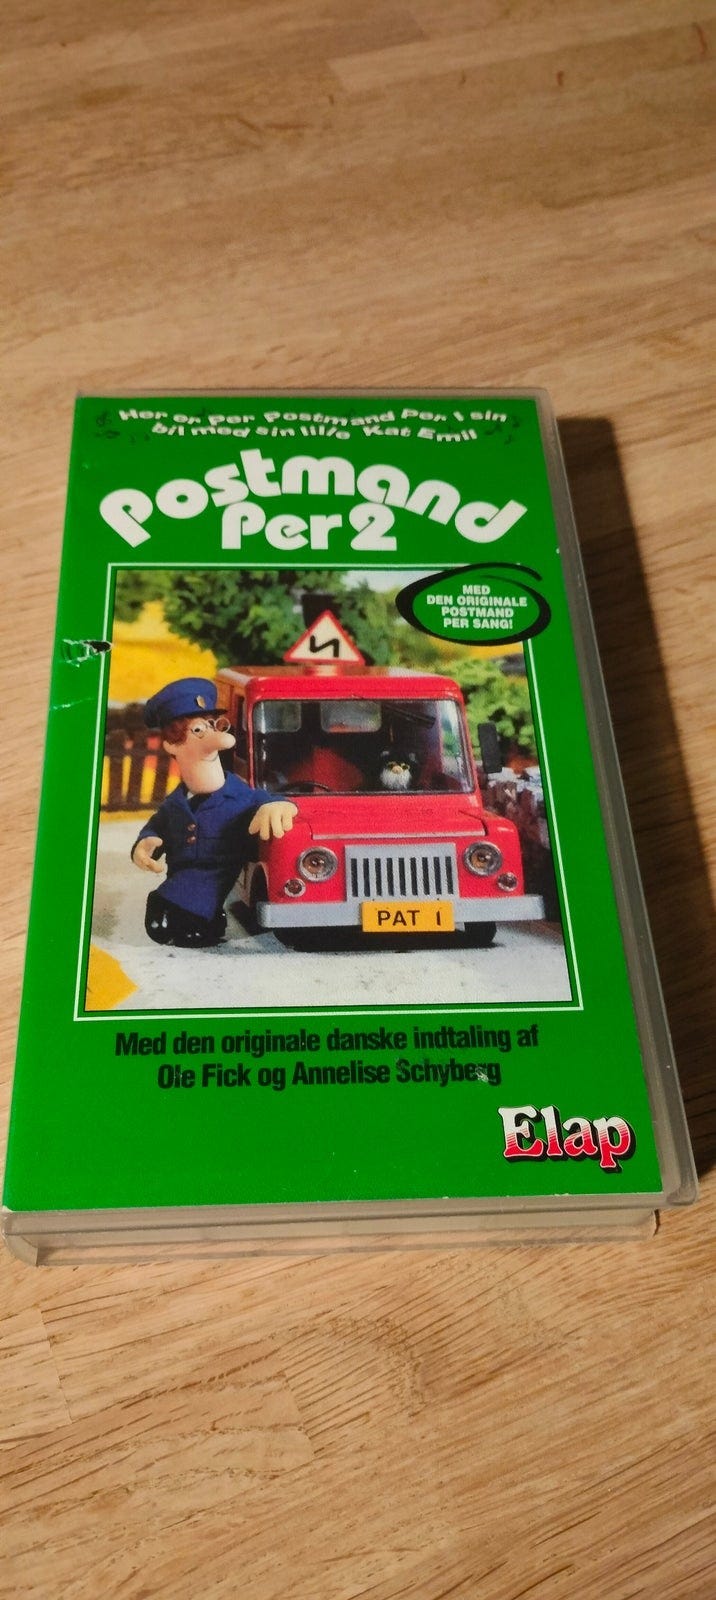 Her er Per Postmand Per I sin
bil med sin lille Kat Emil
Postmand
Per 2
MED
DEN ORIGINALE
POSTMAND
PER SANG!
PAT 1
Med den originale danske indtaling af
Ole Fick og Annelise Schyberg
Elap